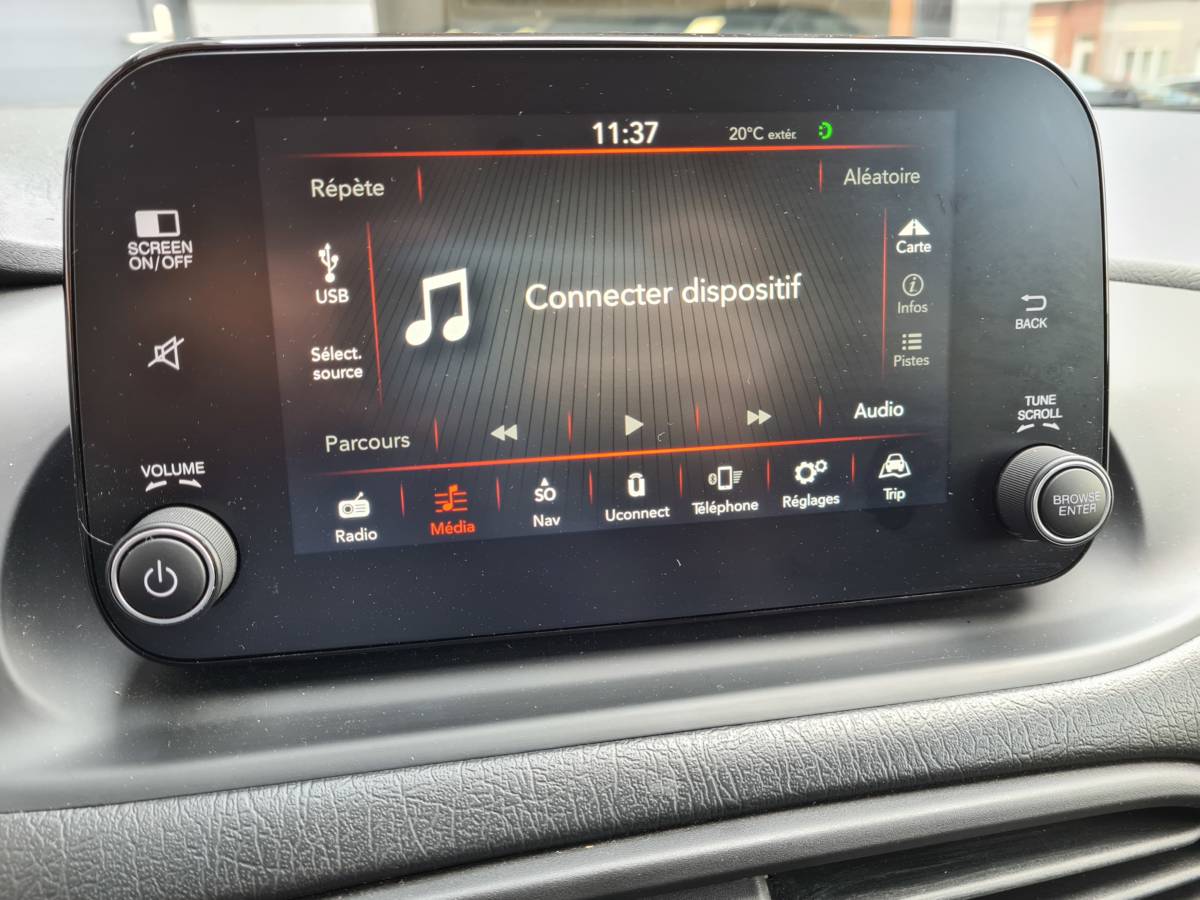 11:37
20°C extér.
Répète
Aléatoire
SCREEN
ON/OFF
USB
Connecter dispositif
Carte
Infos
Pistes
BACK
Sélect.
source
TUNE
SCROLL
Parcours
Audio
VOLUME
Radio
Média
SO
Nav
Uconnect
Téléphone
Réglages
Trip
BROWSE
ENTER